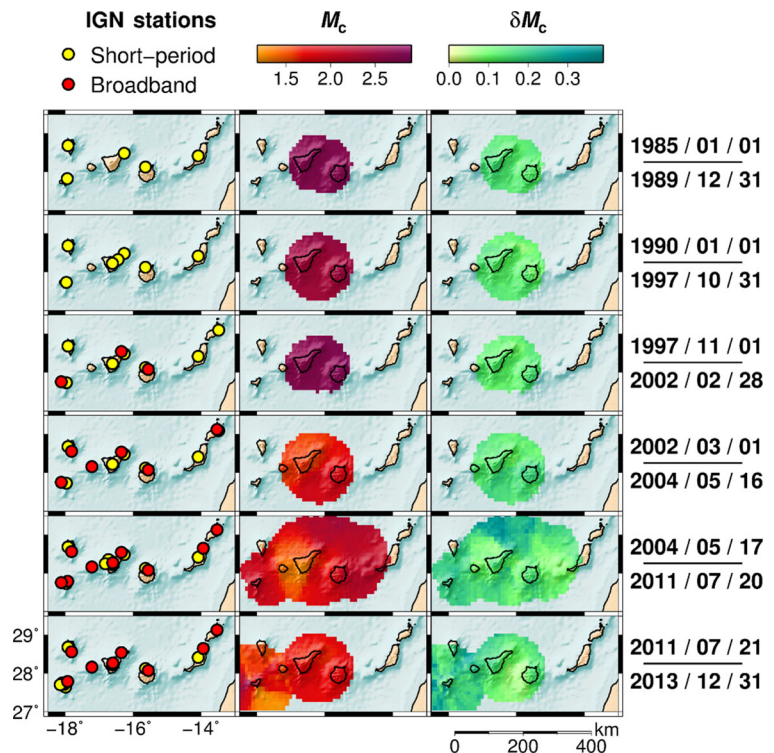 IGN stations
Short-period
Broadband
Mc
1.5 2.0 2.5
δMc
0.0 0.1 0.2 0.3
1985 / 01 / 01
1989 / 12 / 31
1990 / 01 / 01
1997 / 10 / 31
1997 / 11 / 01
2002 / 02 / 28
2002 / 03 / 01
2004 / 05 / 16
2004 / 05 / 17
2011 / 07 / 20
2011 / 07 / 21
2013 / 12 / 31
29°
28°
27°
−18° −16° −14°
km
0 200 400